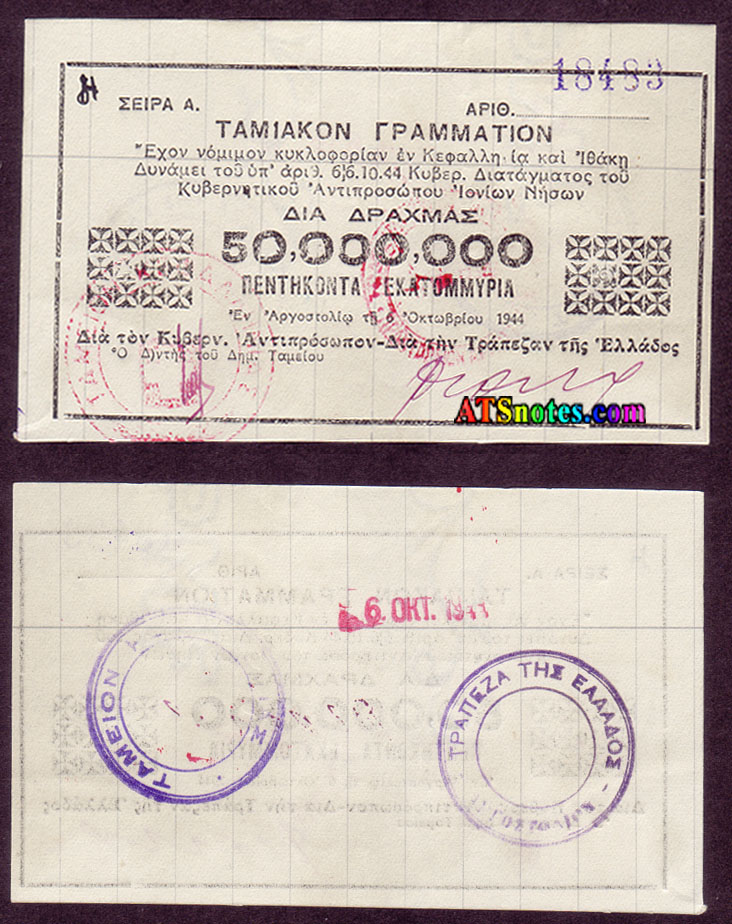 18483
ΣΕΙΡΑ Α. ΑΡΙΘ.
ΤΑΜΙΑΚΟΝ ΓΡΑΜΜΑΤΙΟΝ
Ἔχον νόμιμον κυκλοφορίαν ἐν Κεφαλλη ία καὶ Ἰθάκῃ
Δυνάμει τοῦ ὑπ' ἀριθ. 6/6.10.44 Κυβερ. Διατάγματος τοῦ
Κυβερνητικοῦ Ἀντιπροσώπου Ἰονίων Νήσων
ΔΙΑ ΔΡΑΧΜΑΣ
50,000,000
ΠΕΝΤΗΚΟΝΤΑ ΕΚΑΤΟΜΜΥΡΙΑ
Ἐν Ἀργοστολίῳ τῇ 6 Ὀκτωβρίου 1944
Διὰ τὸν Κυβερν. Ἀντιπρόσωπον-Διὰ τὴν Τράπεζαν τῆς Ἑλλάδος
Ὁ Δ)ντὴς τοῦ Δημ. Ταμείου
ATSnotes.com
6. ΟΚΤ. 1944
ΤΑΜΕΙΟΝ
ΤΡΑΠΕΖΑ ΤΗΣ ΕΛΛΑΔΟΣ